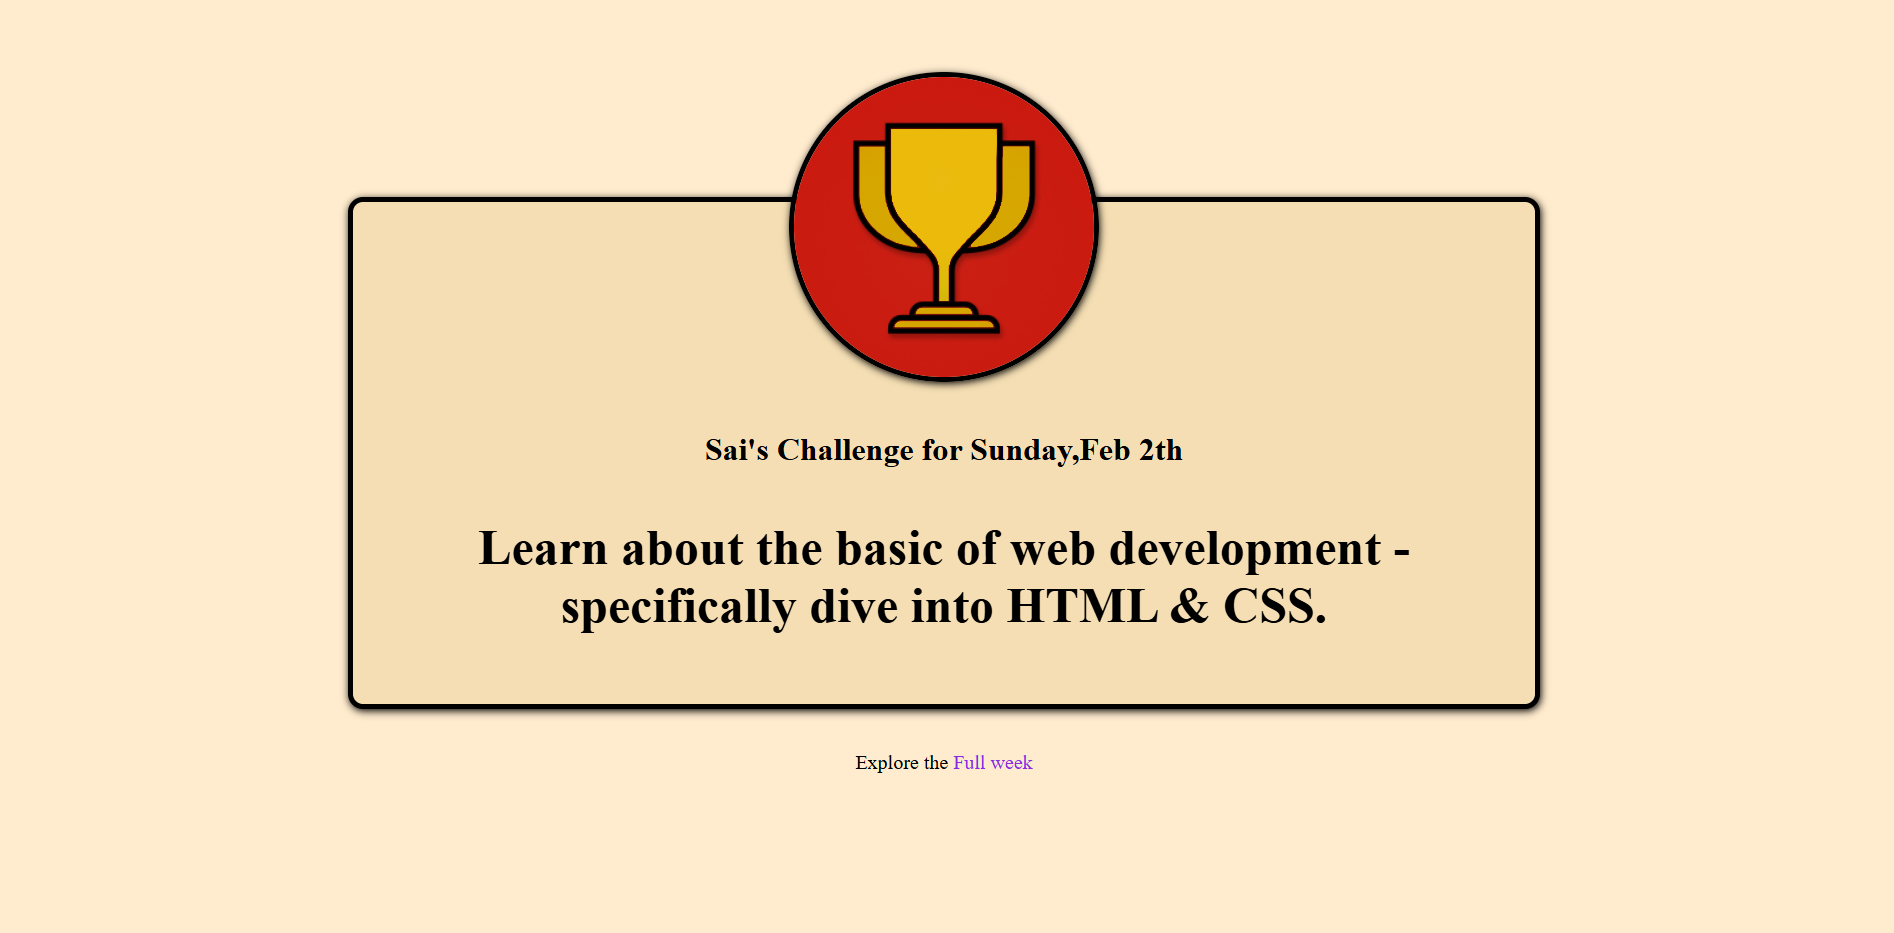 Sai's Challenge for Sunday,Feb 2th
Learn about the basic of web development -
specifically dive into HTML & CSS.
Explore the Full week